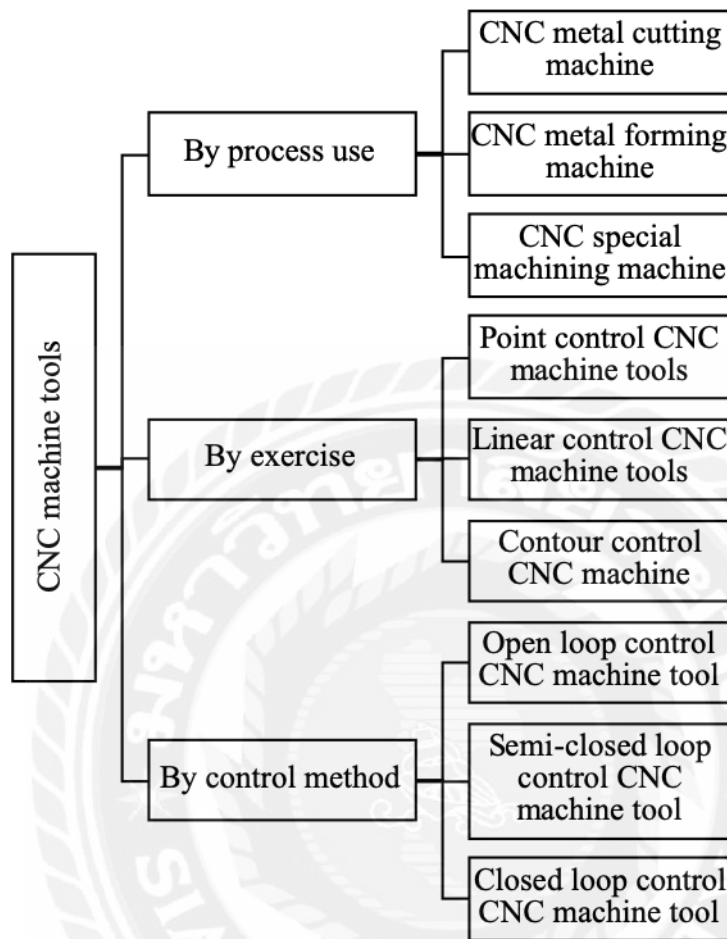 CNC machine tools
By process use
CNC metal cutting
machine
CNC metal forming
machine
CNC special
machining machine
By exercise
Point control CNC
machine tools
Linear control CNC
machine tools
Contour control
CNC machine
By control method
Open loop control
CNC machine tool
Semi-closed loop
control CNC
machine tool
Closed loop control
CNC machine tool